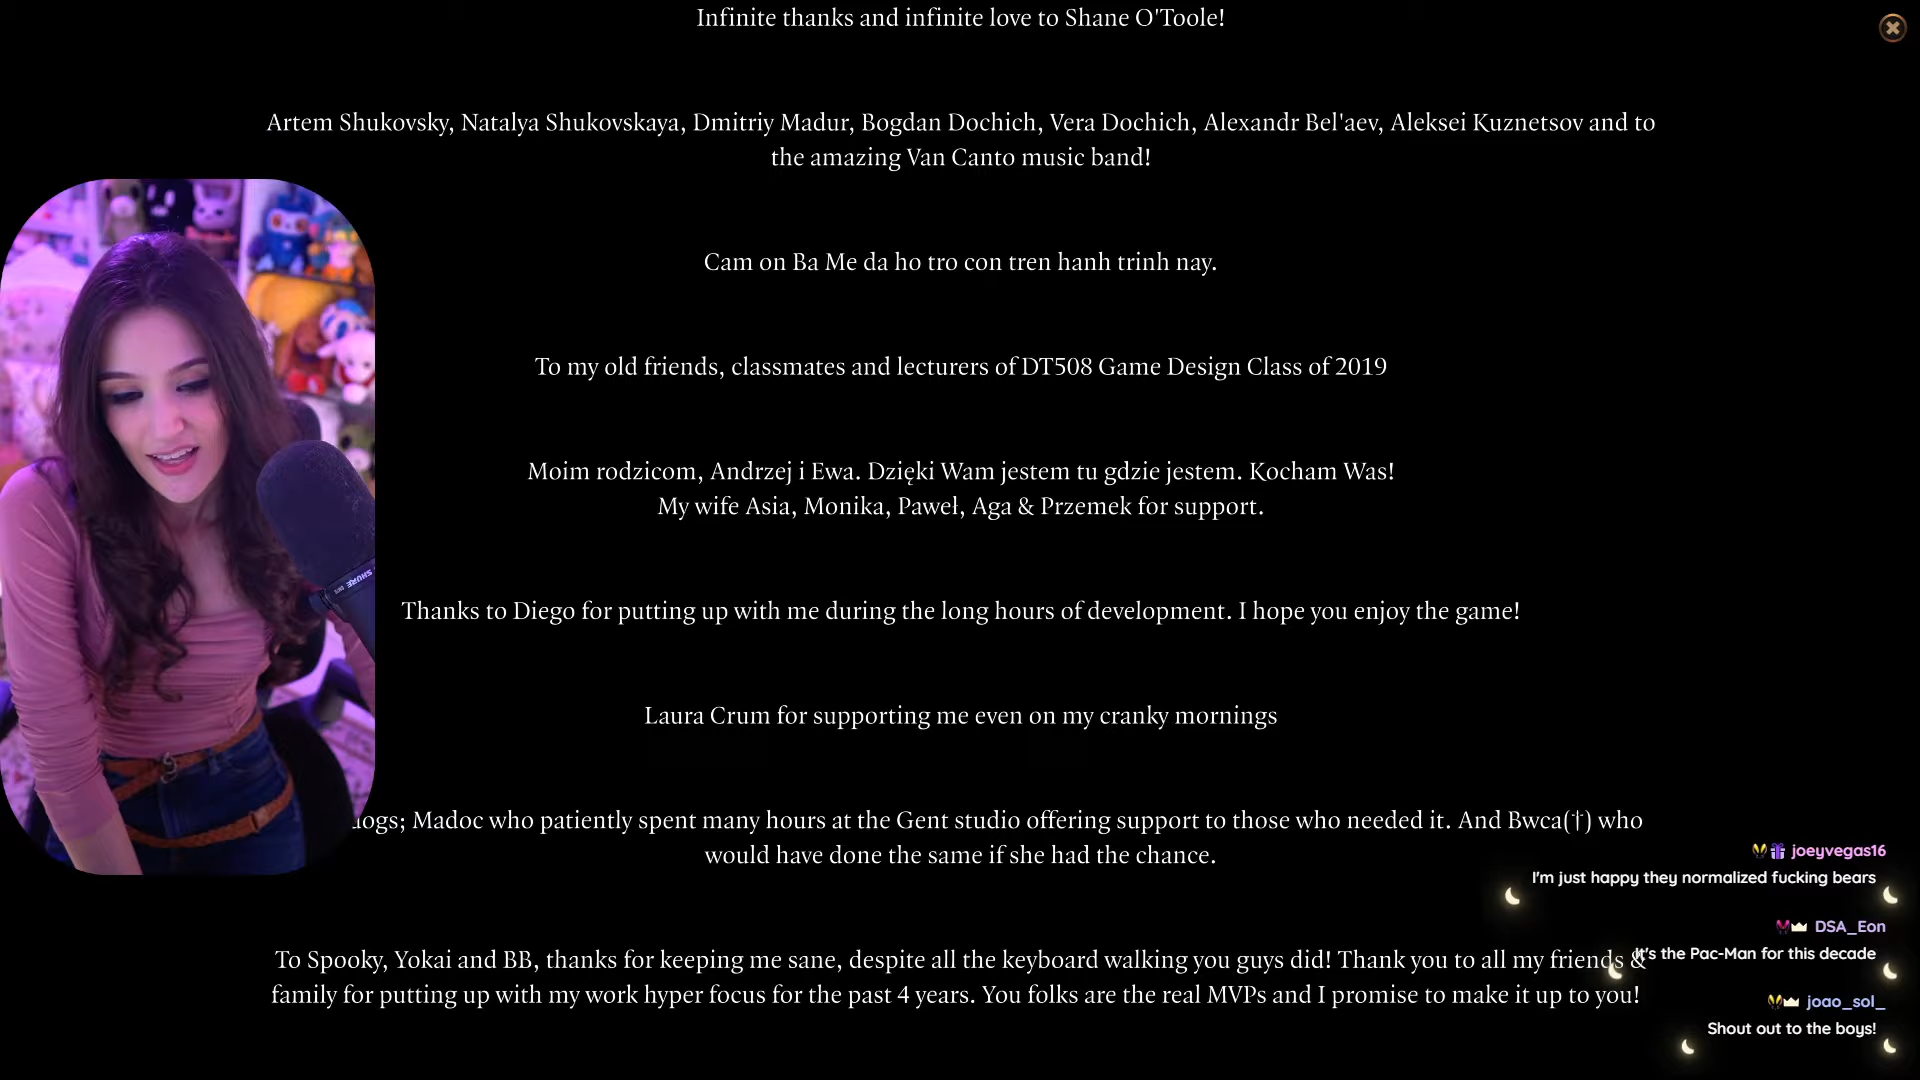 Infinite thanks and infinite love to Shane O'Toole!
Artem Shukovsky, Natalya Shukovskaya, Dmitriy Madur, Bogdan Dochich, Vera Dochich, Alexandr Bel'aev, Aleksei Kuznetsov and to
the amazing Van Canto music band!
Cam on Ba Me da ho tro con tren hanh trinh nay.
To my old friends, classmates and lecturers of DT508 Game Design Class of 2019
Moim rodzicom, Andrzej i Ewa. Dzięki Wam jestem tu gdzie jestem. Kocham Was!
My wife Asia, Monika, Paweł, Aga & Przemek for support.
SHURE
Thanks to Diego for putting up with me during the long hours of development. I hope you enjoy the game!
Laura Crum for supporting me even on my cranky mornings
dogs; Madoc who patiently spent many hours at the Gent studio offering support to those who needed it. And Bwca(†) who
would have done the same if she had the chance.
joeyvegas16
I'm just happy they normalized fucking bears
DSA_Eon
It's the Pac-Man for this decade
To Spooky, Yokai and BB, thanks for keeping me sane, despite all the keyboard walking you guys did! Thank you to all my friends &
family for putting up with my work hyper focus for the past 4 years. You folks are the real MVPs and I promise to make it up to you!
joao_sol_
Shout out to the boys!